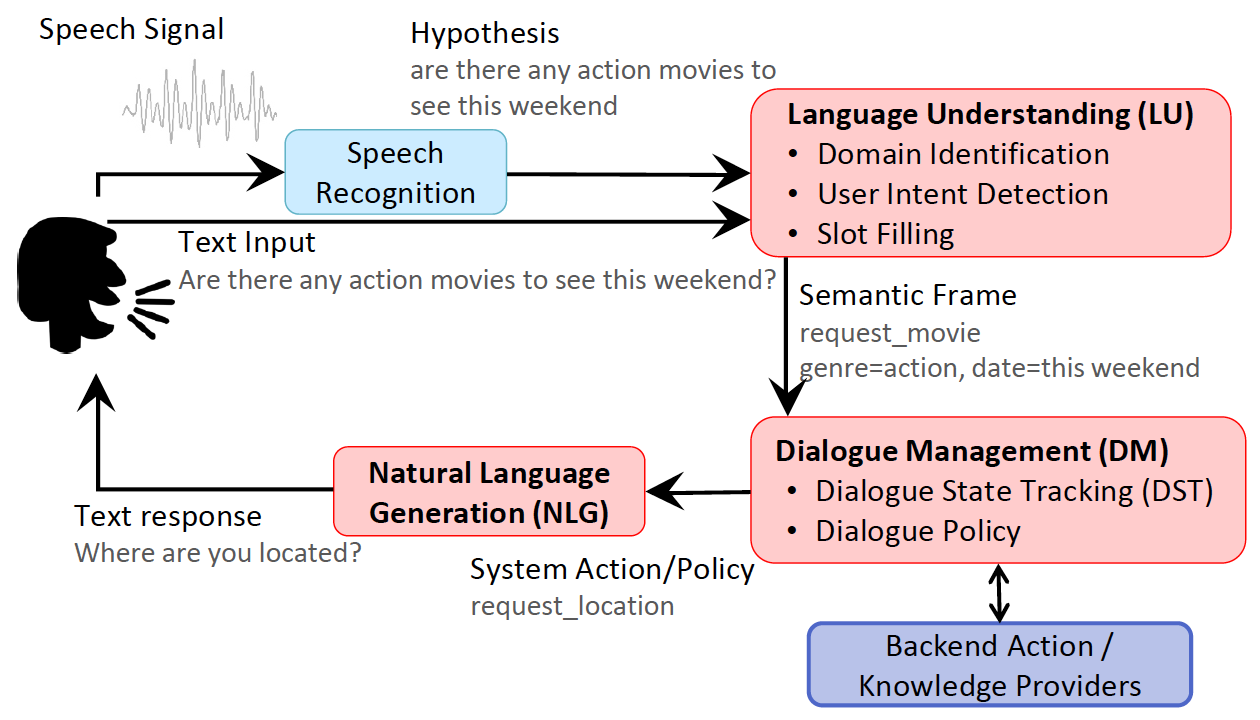 Speech Signal
Hypothesis
are there any action movies to
see this weekend
Speech
Recognition
Language Understanding (LU)
• Domain Identification
• User Intent Detection
• Slot Filling
Text Input
Are there any action movies to see this weekend?
Semantic Frame
request_movie
genre=action, date=this weekend
Dialogue Management (DM)
• Dialogue State Tracking (DST)
• Dialogue Policy
Natural Language
Generation (NLG)
Text response
Where are you located?
System Action/Policy
request_location
Backend Action /
Knowledge Providers